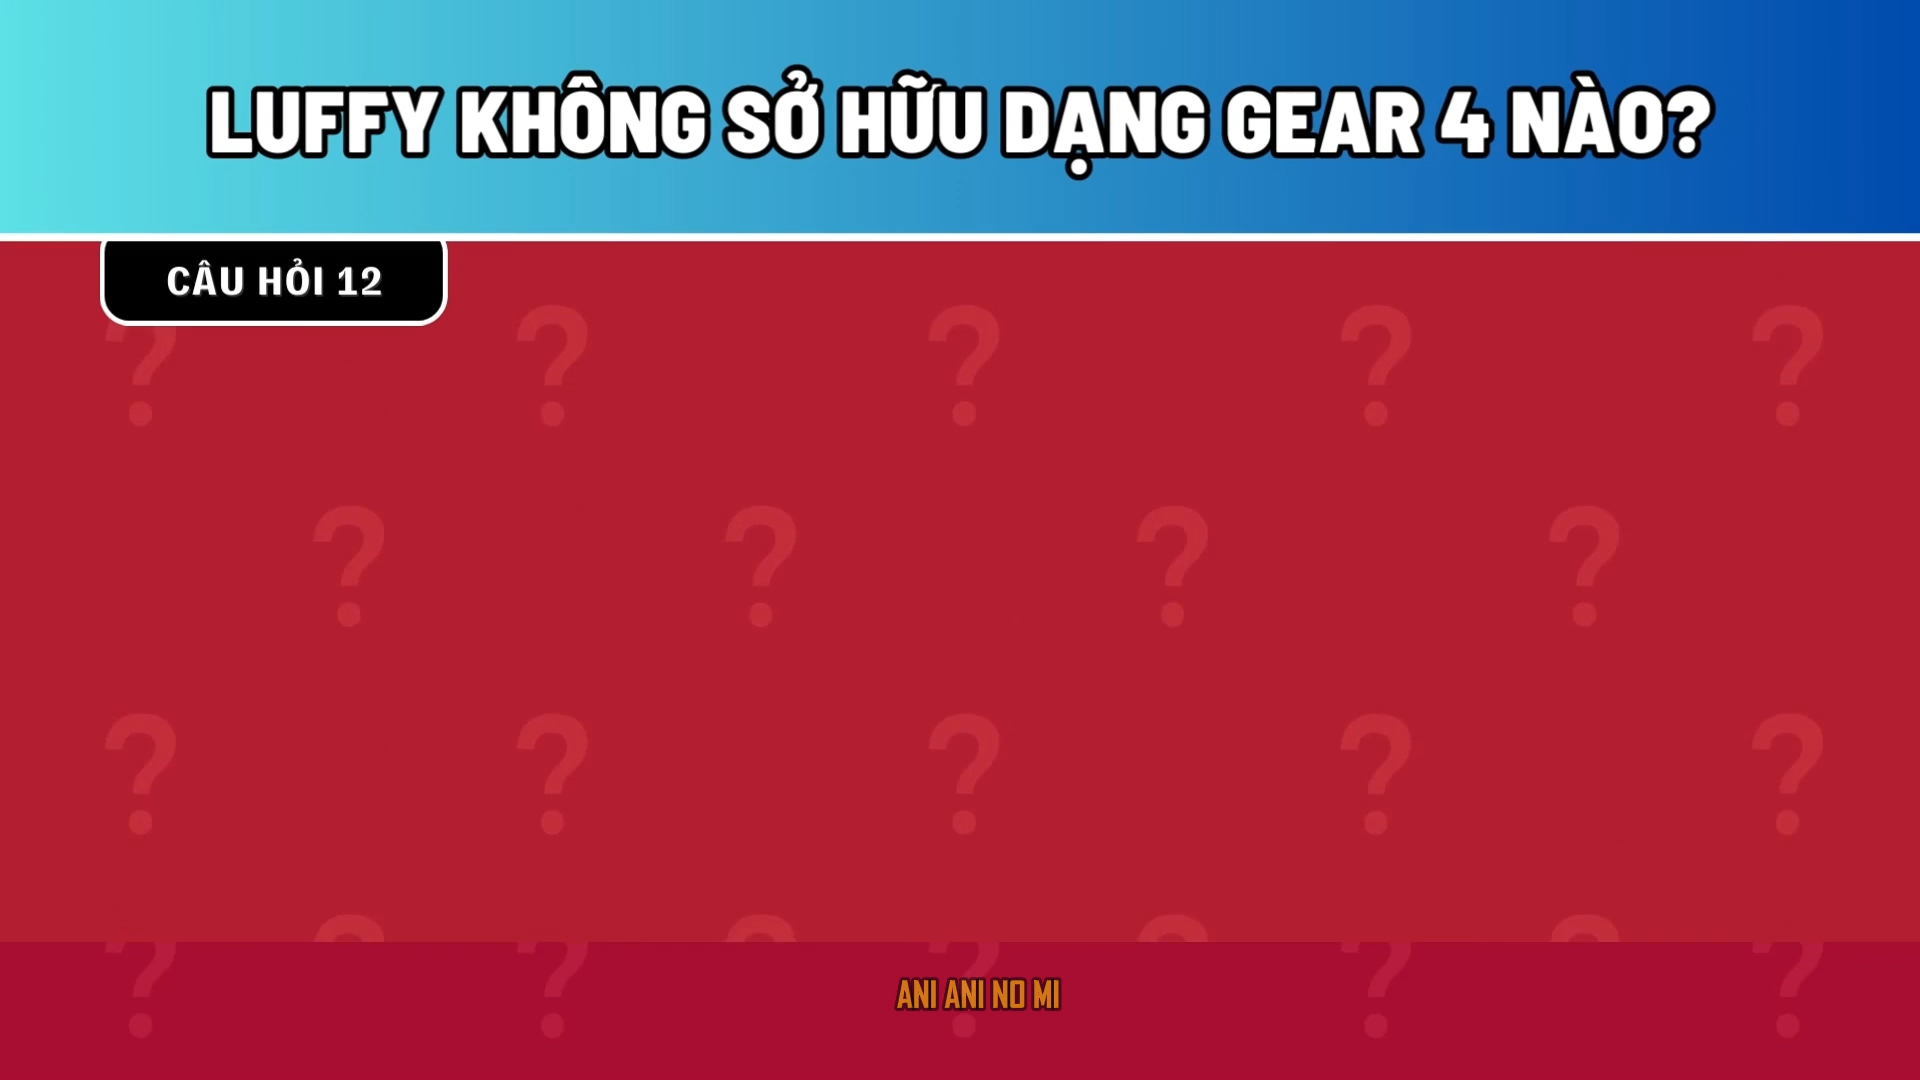 LUFFY KHÔNG SỞ HỮU DẠNG GEAR 4 NÀO?
CÂU HỎI 12
ANI ANI NO MI